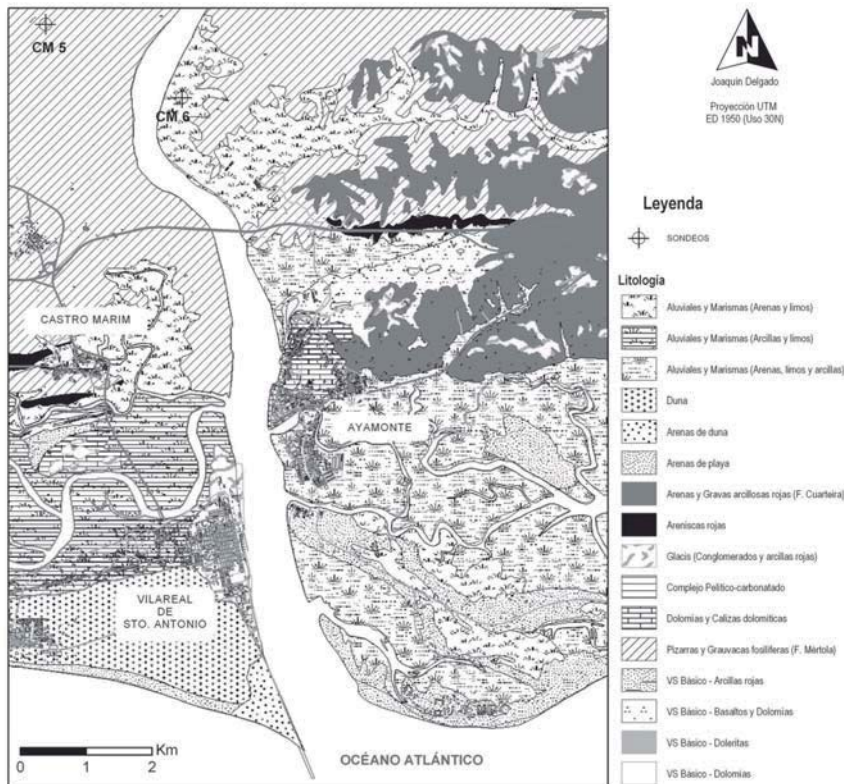 CM 5
CM 6
CASTRO MARIM
AYAMONTE
VILAREAL
DE
STO. ANTONIO
0 1 2 Km
OCÉANO ATLÁNTICO
N
Joaquin Delgado
Proyección UTM
ED 1950 (Uso 30N)
Leyenda
SONDEOS
Litología
Aluviales y Marismas (Arenas y limos)
Aluviales y Marismas (Arcillas y limos)
Aluviales y Marismas (Arenas, limos y arcillas)
Duna
Arenas de duna
Arenas de playa
Arenas y Gravas arcillosas rojas (F. Cuarteira)
Areniscas rojas
Glacis (Conglomerados y arcillas rojas)
Complejo Pelítico-carbonatado
Dolomías y Calizas dolomíticas
Pizarras y Grauvacas fosilíferas (F. Mértola)
VS Básico - Arcillas rojas
VS Básico - Basaltos y Dolomías
VS Básico - Doleritas
VS Básico - Dolomías